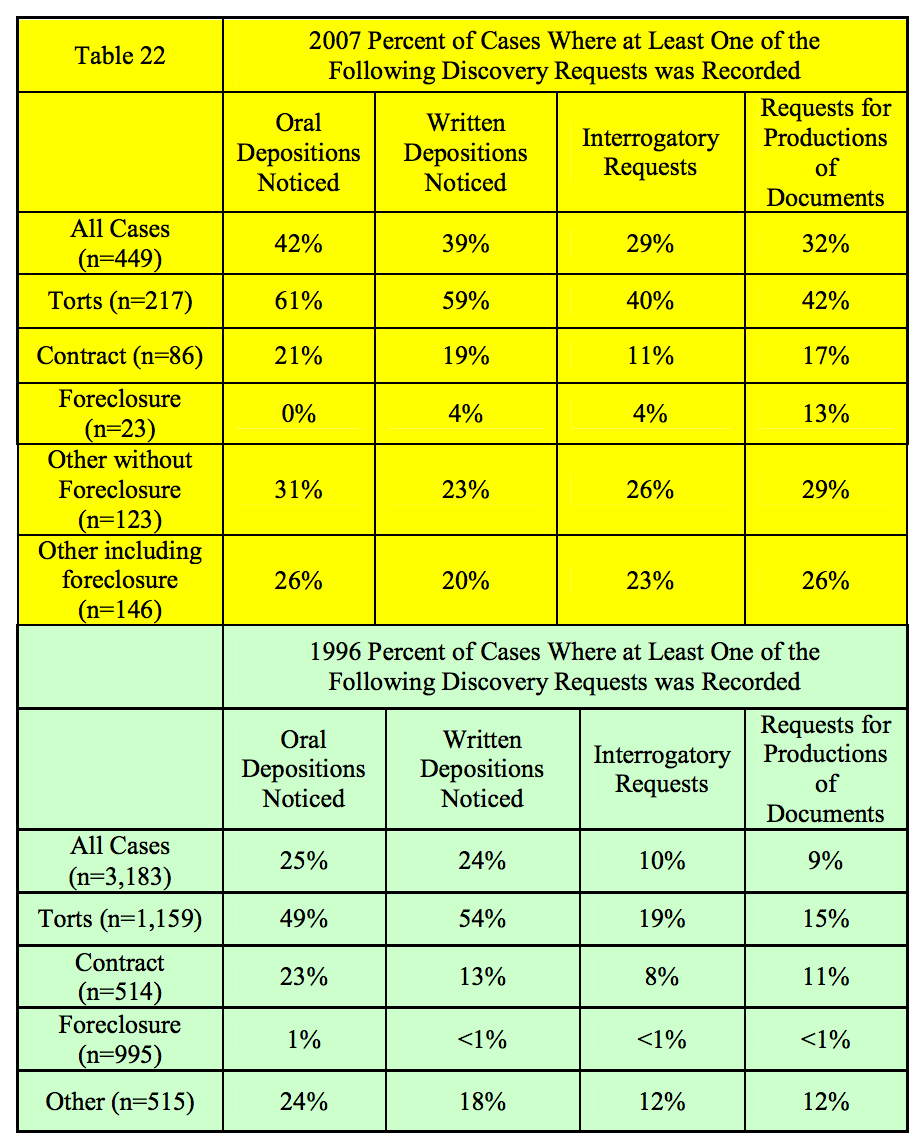 Table 22
2007 Percent of Cases Where at Least One of the
Following Discovery Requests was Recorded
Oral
Depositions
Noticed
Written
Depositions
Noticed
Interrogatory
Requests
Requests for
Productions
of
Documents
All Cases
(n=449)
42%
39%
29%
32%
Torts (n=217)
61%
59%
40%
42%
Contract (n=86)
21%
19%
11%
17%
Foreclosure
(n=23)
0%
4%
4%
13%
Other without
Foreclosure
(n=123)
31%
23%
26%
29%
Other including
foreclosure
(n=146)
26%
20%
23%
26%
1996 Percent of Cases Where at Least One of the
Following Discovery Requests was Recorded
Oral
Depositions
Noticed
Written
Depositions
Noticed
Interrogatory
Requests
Requests for
Productions
of
Documents
All Cases
(n=3,183)
25%
24%
10%
9%
Torts (n=1,159)
49%
54%
19%
15%
Contract
(n=514)
23%
13%
8%
11%
Foreclosure
(n=995)
1%
<1%
<1%
<1%
Other (n=515)
24%
18%
12%
12%